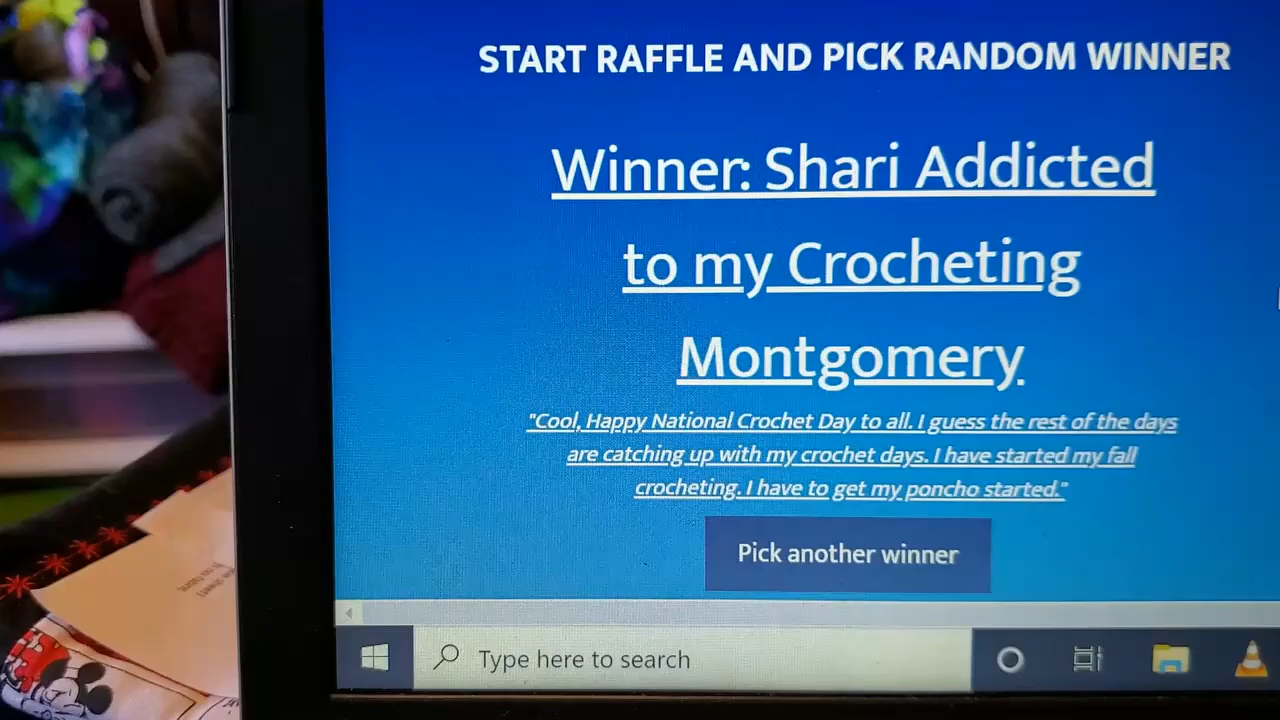 START RAFFLE AND PICK RANDOM WINNER
Winner: Shari Addicted
to my Crocheting
Montgomery.
"Cool, Happy National Crochet Day to all. I guess the rest of the days
are catching up with my crochet days. I have started my fall
crocheting. I have to get my poncho started."
Pick another winner
Type here to search